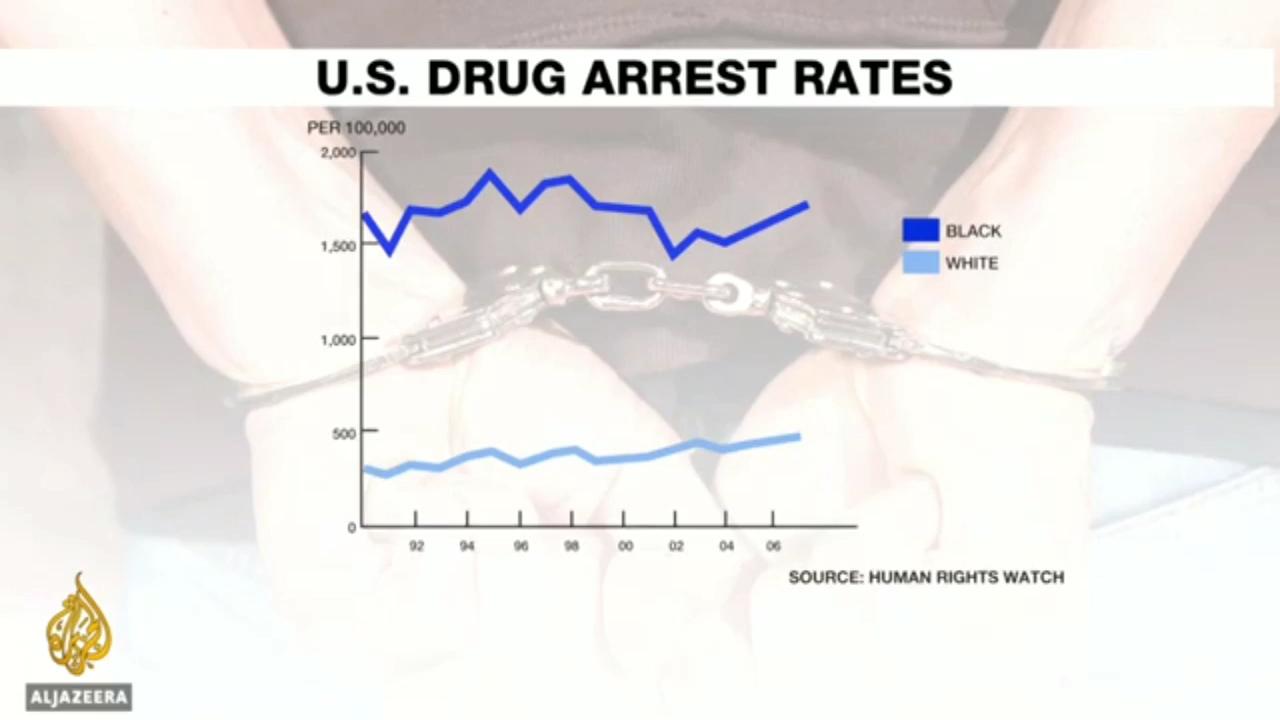 U.S. DRUG ARREST RATES
PER 100,000
2,000
1,500
1,000
500
0
92 94 96 98 00 02 04 06
BLACK
WHITE
SOURCE: HUMAN RIGHTS WATCH
ALJAZEERA